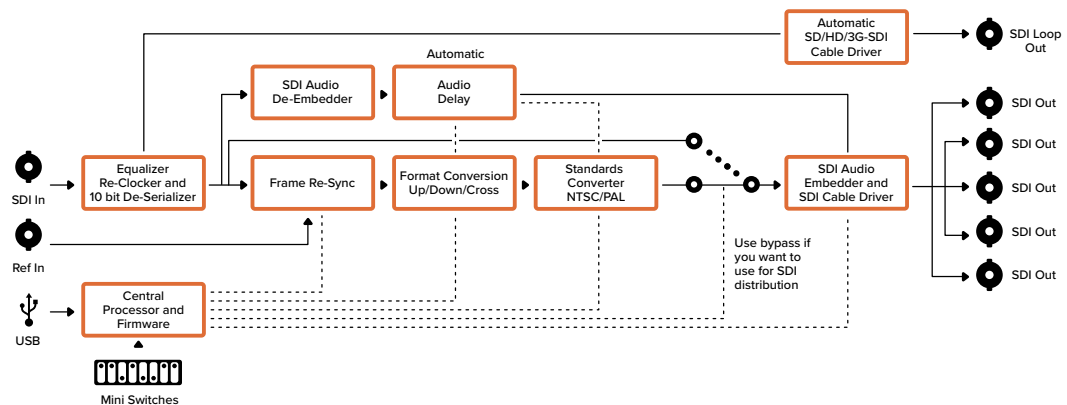 Automatic
SD/HD/3G-SDI
Cable Driver
SDI Loop
Out
Automatic
SDI Audio
De-Embedder
Audio
Delay
SDI Out
SDI Out
SDI In
Equalizer
Re-Clocker and
10 bit De-Serializer
Frame Re-Sync
Format Conversion
Up/Down/Cross
Standards
Converter
NTSC/PAL
SDI Audio
Embedder and
SDI Cable Driver
SDI Out
Ref In
Use bypass if
you want to
use for SDI
distribution
SDI Out
SDI Out
USB
Central
Processor and
Firmware
Mini Switches